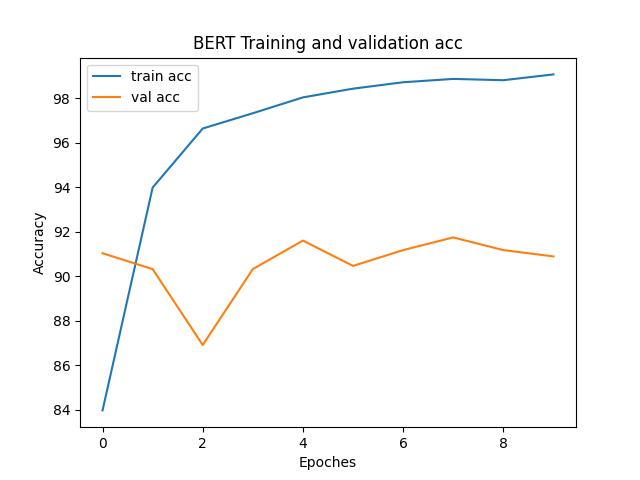 BERT Training and validation acc
train acc
val acc
Accuracy
98
96
94
92
90
88
86
84
0 2 4 6 8
Epoches